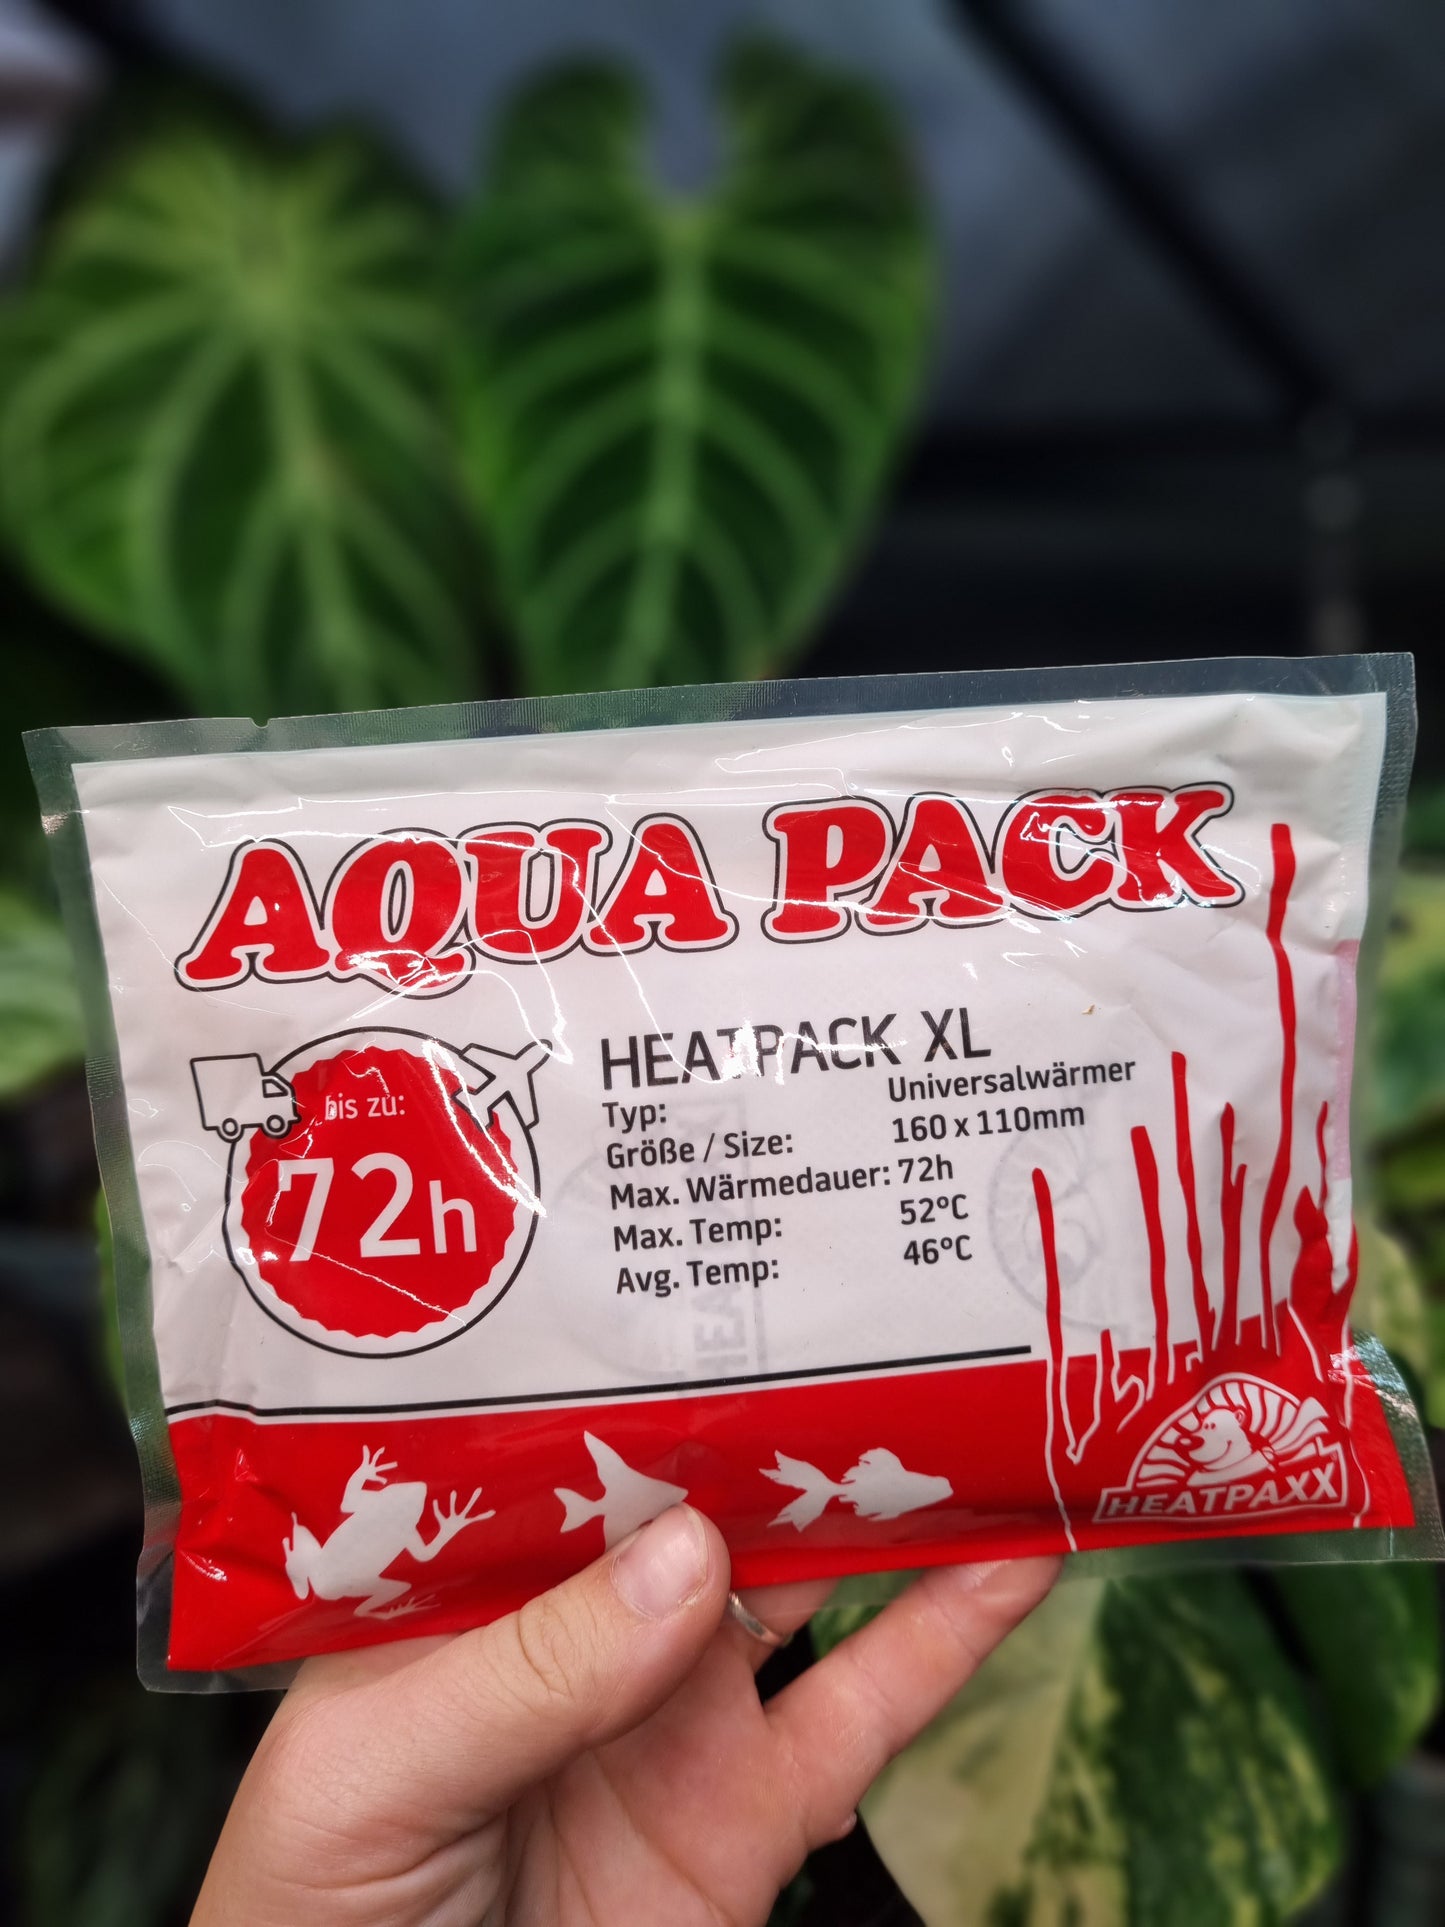 AQUA PACK
bis zu:
72h
HEATPACK XL
Typ: Universalwärmer
Größe / Size: 160 x 110mm
Max. Wärmedauer: 72h
Max. Temp: 52°C
Avg. Temp: 46°C
HEATPAXX